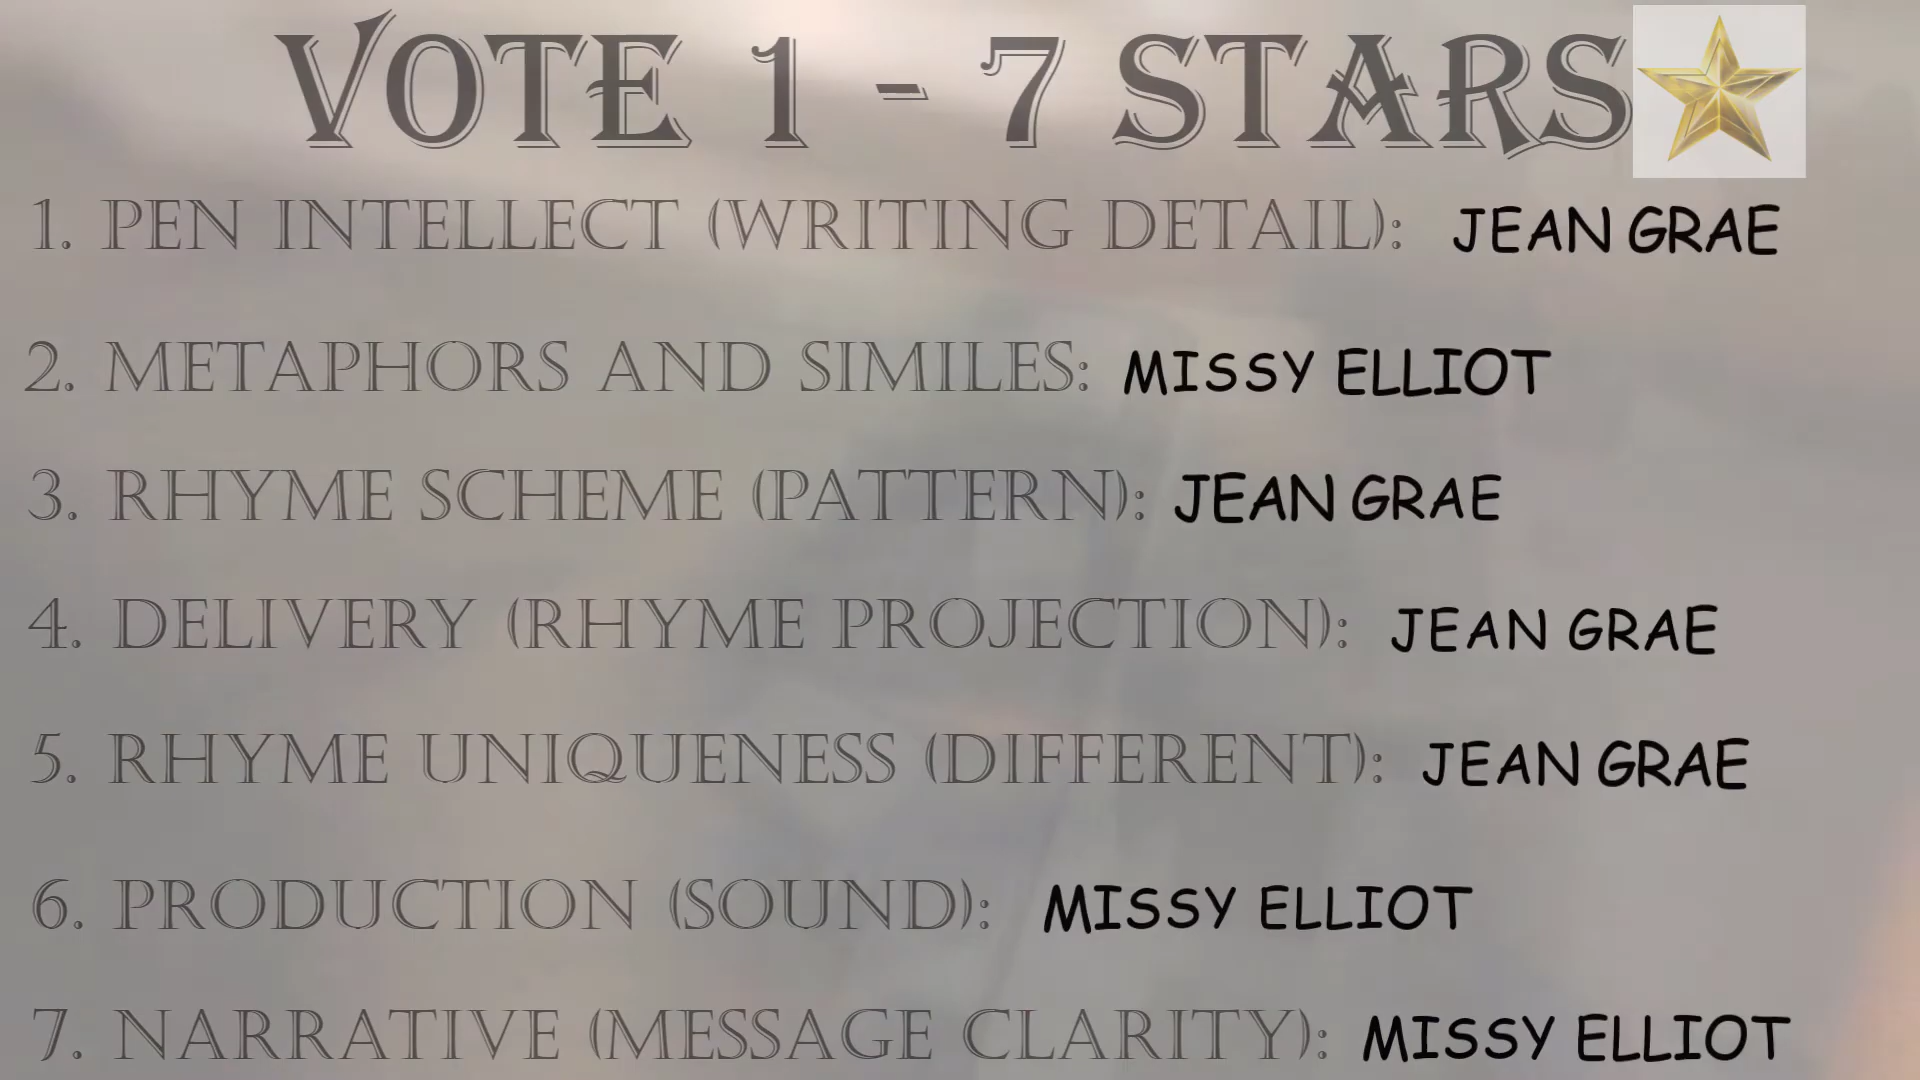 VOTE 1 - 7 STARS
1. PEN INTELLECT (WRITING DETAIL): JEAN GRAE
2. METAPHORS AND SIMILES: MISSY ELLIOT
3. RHYME SCHEME (PATTERN): JEAN GRAE
4. DELIVERY (RHYME PROJECTION): JEAN GRAE
5. RHYME UNIQUENESS (DIFFERENT): JEAN GRAE
6. PRODUCTION (SOUND): MISSY ELLIOT
7. NARRATIVE (MESSAGE CLARITY): MISSY ELLIOT